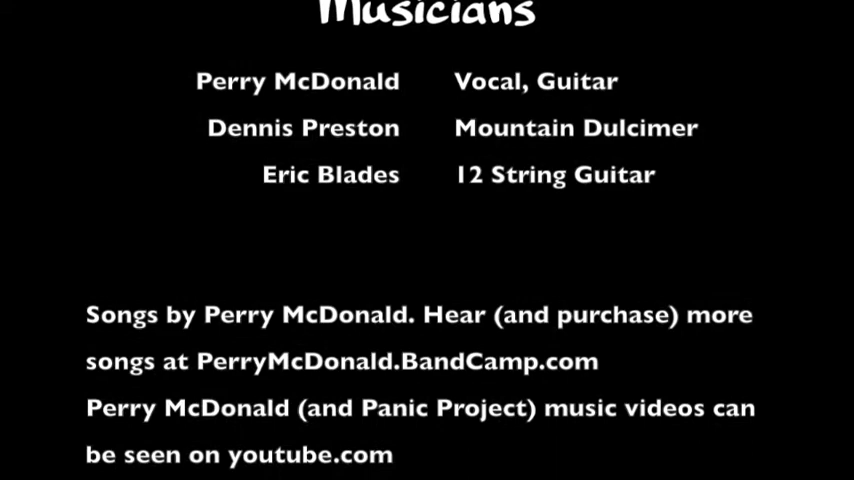 Musicians
Perry McDonald Vocal, Guitar
Dennis Preston Mountain Dulcimer
Eric Blades 12 String Guitar
Songs by Perry McDonald. Hear (and purchase) more
songs at PerryMcDonald.BandCamp.com
Perry McDonald (and Panic Project) music videos can
be seen on youtube.com